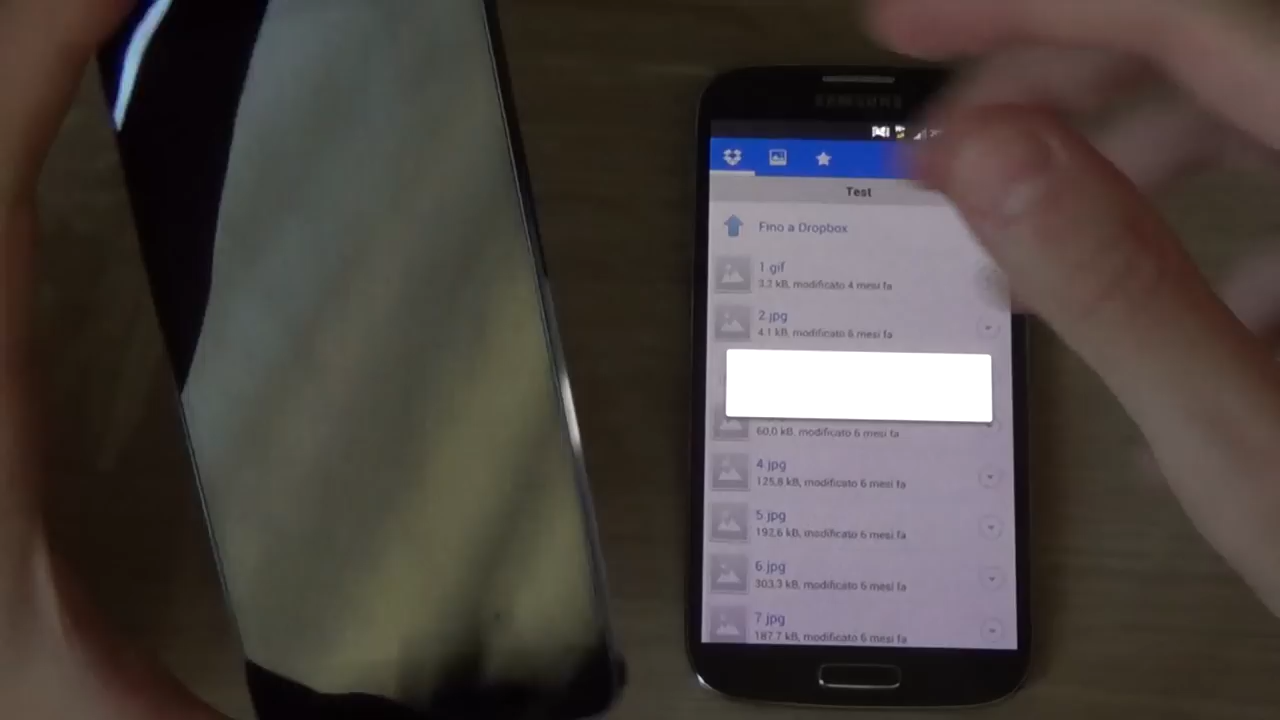 SAMSUNG
Test
Fino a Dropbox
1.gif
3,2 kB, modificato 4 mesi fa
2.jpg
4,1 kB, modificato 6 mesi fa
60,0 kB, modificato 6 mesi fa
4.jpg
125,8 kB, modificato 6 mesi fa
5.jpg
192,6 kB, modificato 6 mesi fa
6.jpg
303,3 kB, modificato 6 mesi fa
7.jpg
187,7 kB, modificato 6 mesi fa